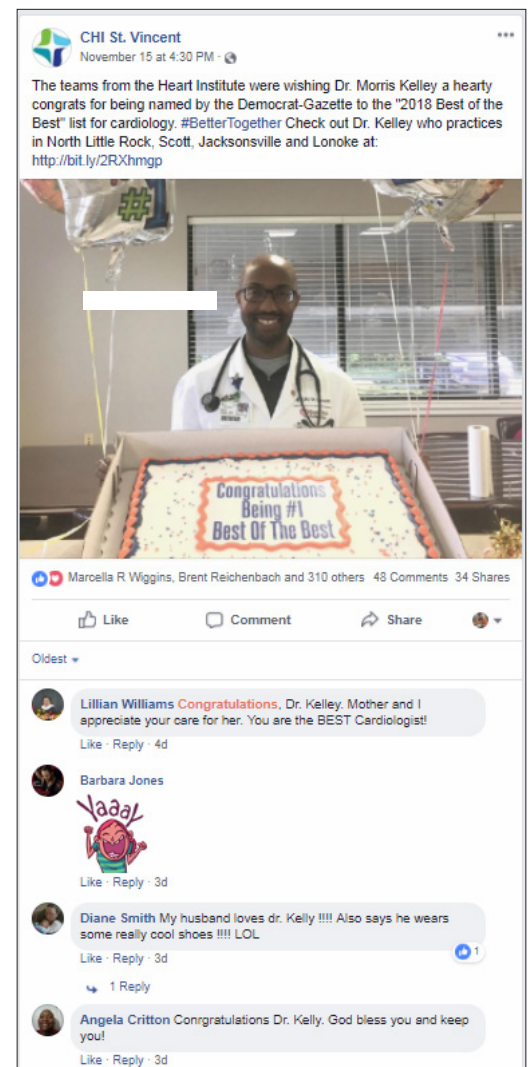 CHI St. Vincent
November 15 at 4:30 PM ·
The teams from the Heart Institute were wishing Dr. Morris Kelley a hearty
congrats for being named by the Democrat-Gazette to the "2018 Best of the
Best" list for cardiology. #BetterTogether Check out Dr. Kelley who practices
in North Little Rock, Scott, Jacksonsville and Lonoke at:
http://bit.ly/2RXhmgp
#1
Congratulations
Being #1
Best Of The Best
Marcella R Wiggins, Brent Reichenbach and 310 others 48 Comments 34 Shares
Like Comment Share
Oldest
Lillian Williams Congratulations, Dr. Kelley. Mother and I
appreciate your care for her. You are the BEST Cardiologist!
Like · Reply · 4d
Barbara Jones
Yaaay
Like · Reply · 3d
Diane Smith My husband loves dr. Kelly !!!! Also says he wears
some really cool shoes !!!! LOL
Like · Reply · 3d
1
1 Reply
Angela Critton Conrgratulations Dr. Kelly. God bless you and keep
you!
Like · Reply · 3d